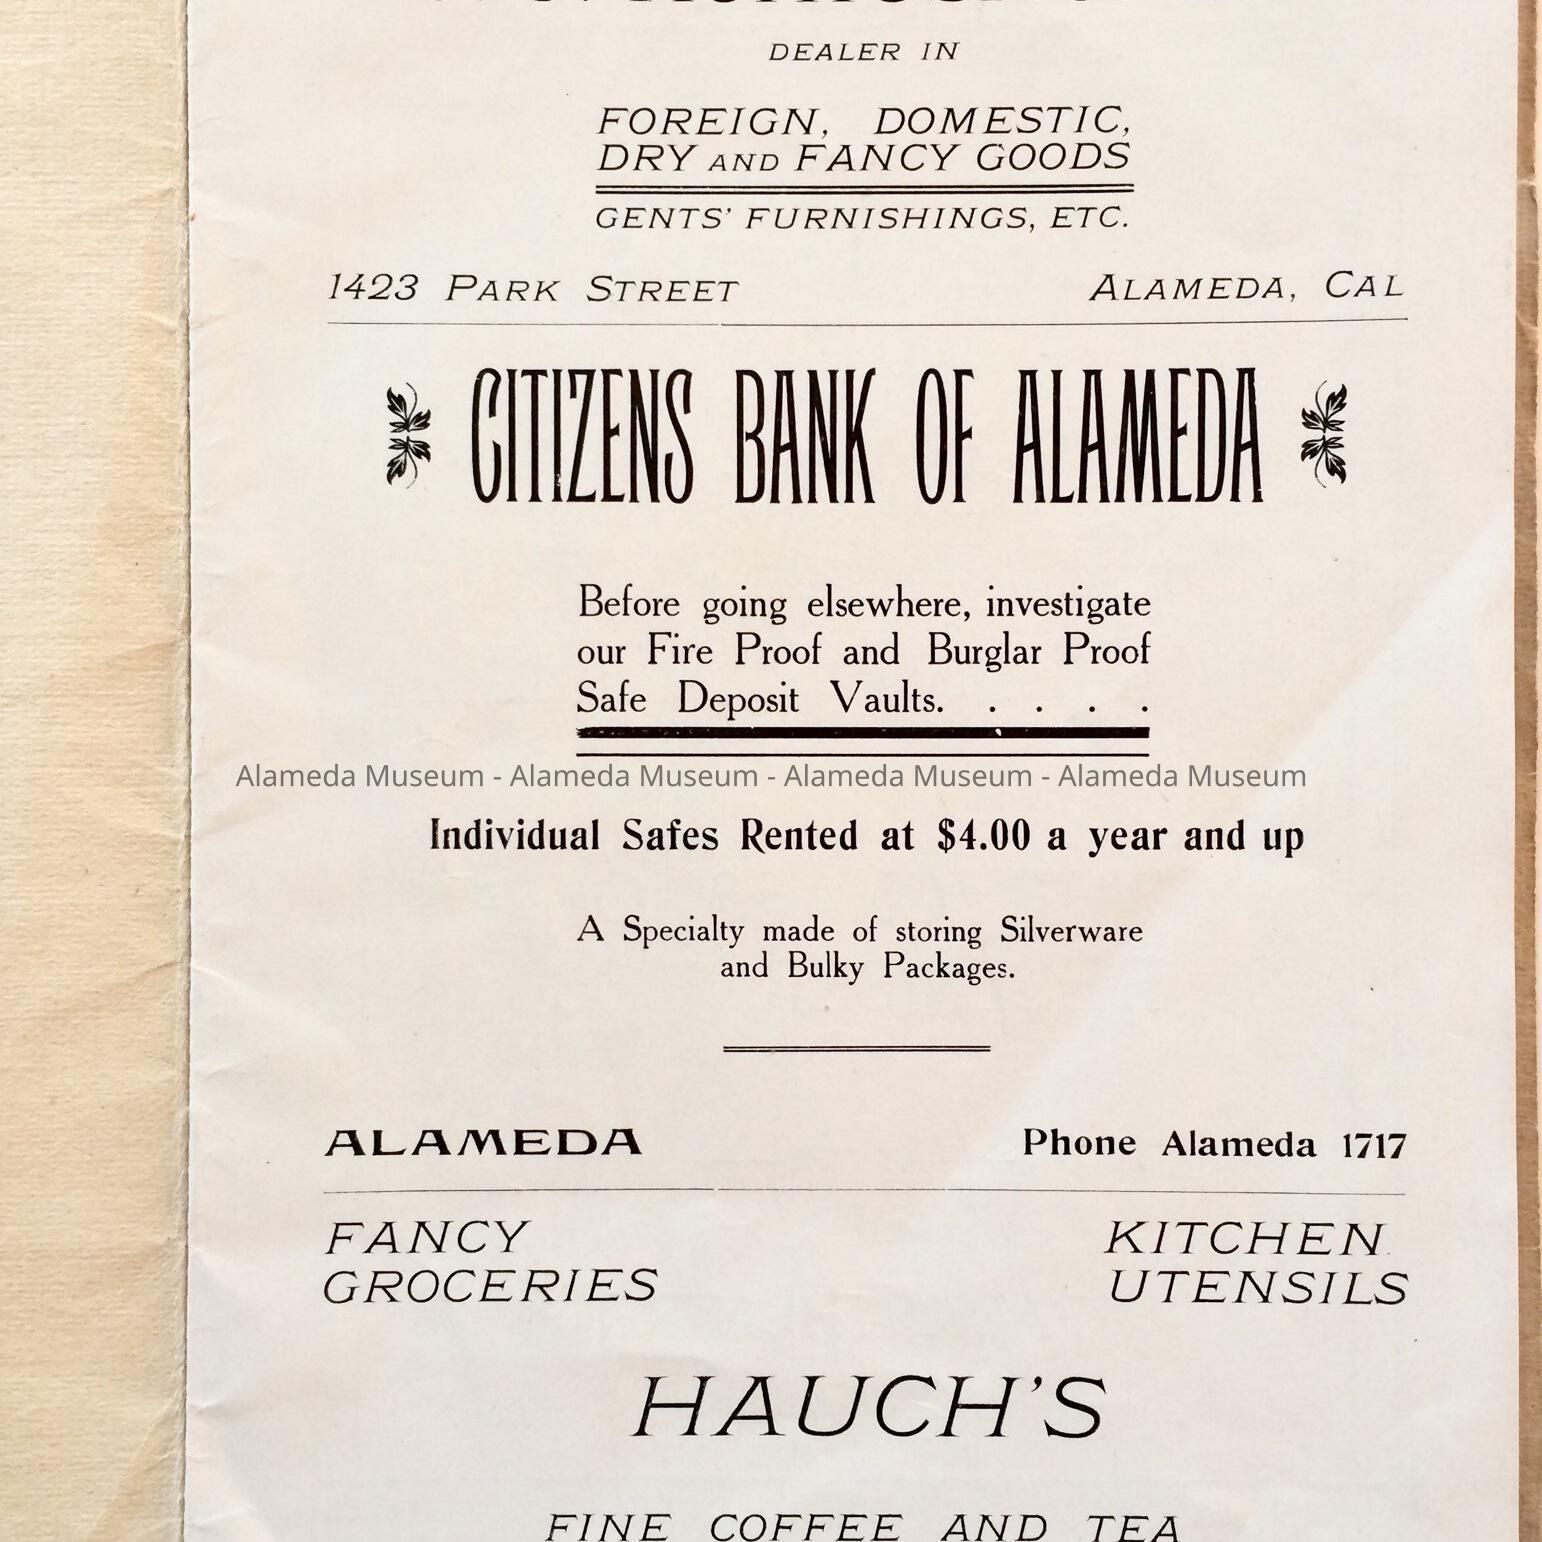 DEALER IN
FOREIGN, DOMESTIC,
DRY AND FANCY GOODS
GENTS' FURNISHINGS, ETC.
1423 PARK STREET ALAMEDA, CAL
CITIZENS BANK OF ALAMEDA
Before going elsewhere, investigate
our Fire Proof and Burglar Proof
Safe Deposit Vaults. . . . .
Alameda Museum - Alameda Museum - Alameda Museum - Alameda Museum
Individual Safes Rented at $4.00 a year and up
A Specialty made of storing Silverware
and Bulky Packages.
ALAMEDA Phone Alameda 1717
FANCY KITCHEN
GROCERIES UTENSILS
HAUCH'S
FINE COFFEE AND TEA